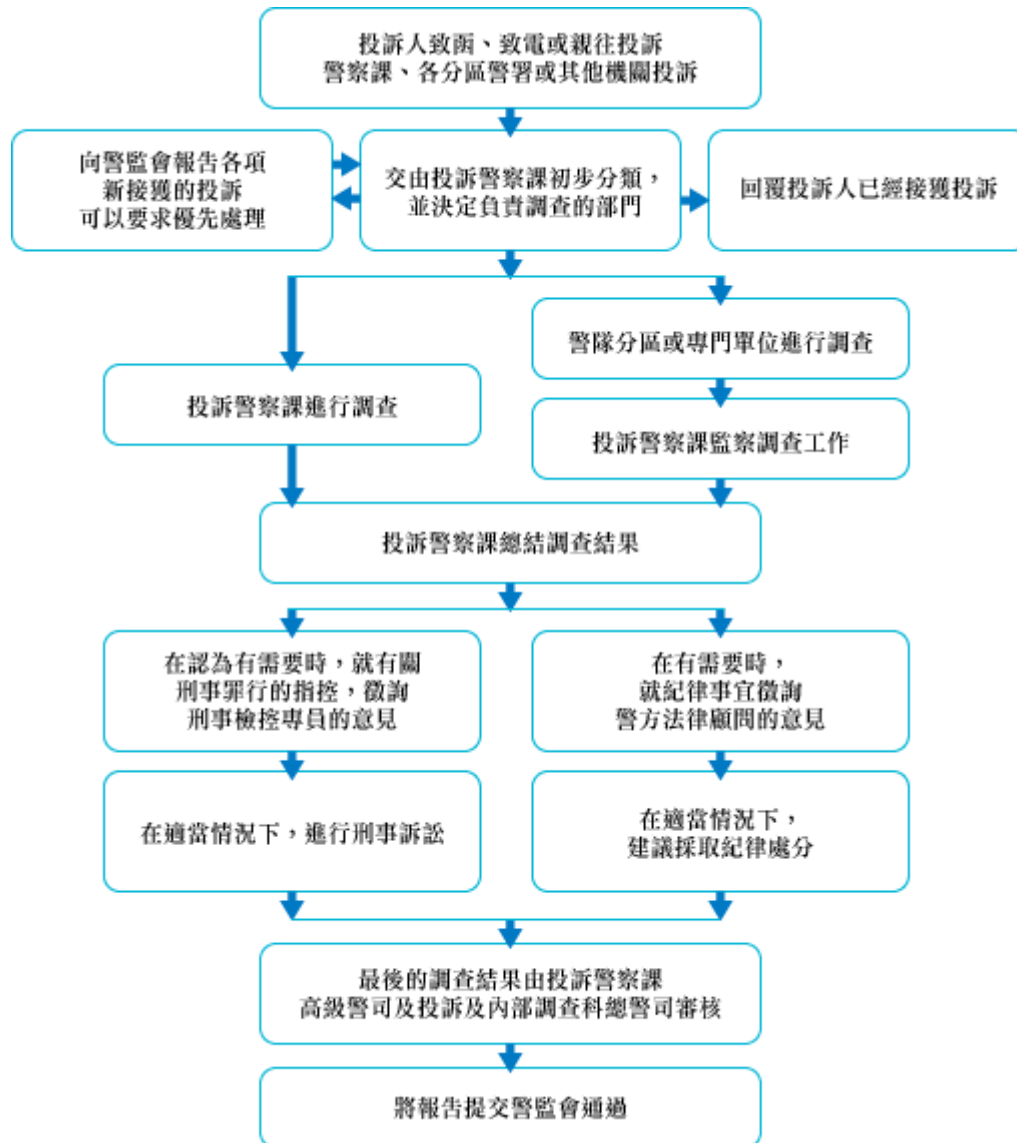 投訴人致函、致電或親往投訴
警察課、各分區警署或其他機關投訴
向警監會報告各項
新接獲的投訴
可以要求優先處理
交由投訴警察課初步分類，
並決定負責調查的部門
回覆投訴人已經接獲投訴
警隊分區或專門單位進行調查
投訴警察課進行調查
投訴警察課監察調查工作
投訴警察課總結調查結果
在認為有需要時，就有關
刑事罪行的指控，徵詢
刑事檢控專員的意見
在有需要時，
就紀律事宜徵詢
警方法律顧問的意見
在適當情況下，進行刑事訴訟
在適當情況下，
建議採取紀律處分
最後的調查結果由投訴警察課
高級警司及投訴及內部調查科總警司審核
將報告提交警監會通過